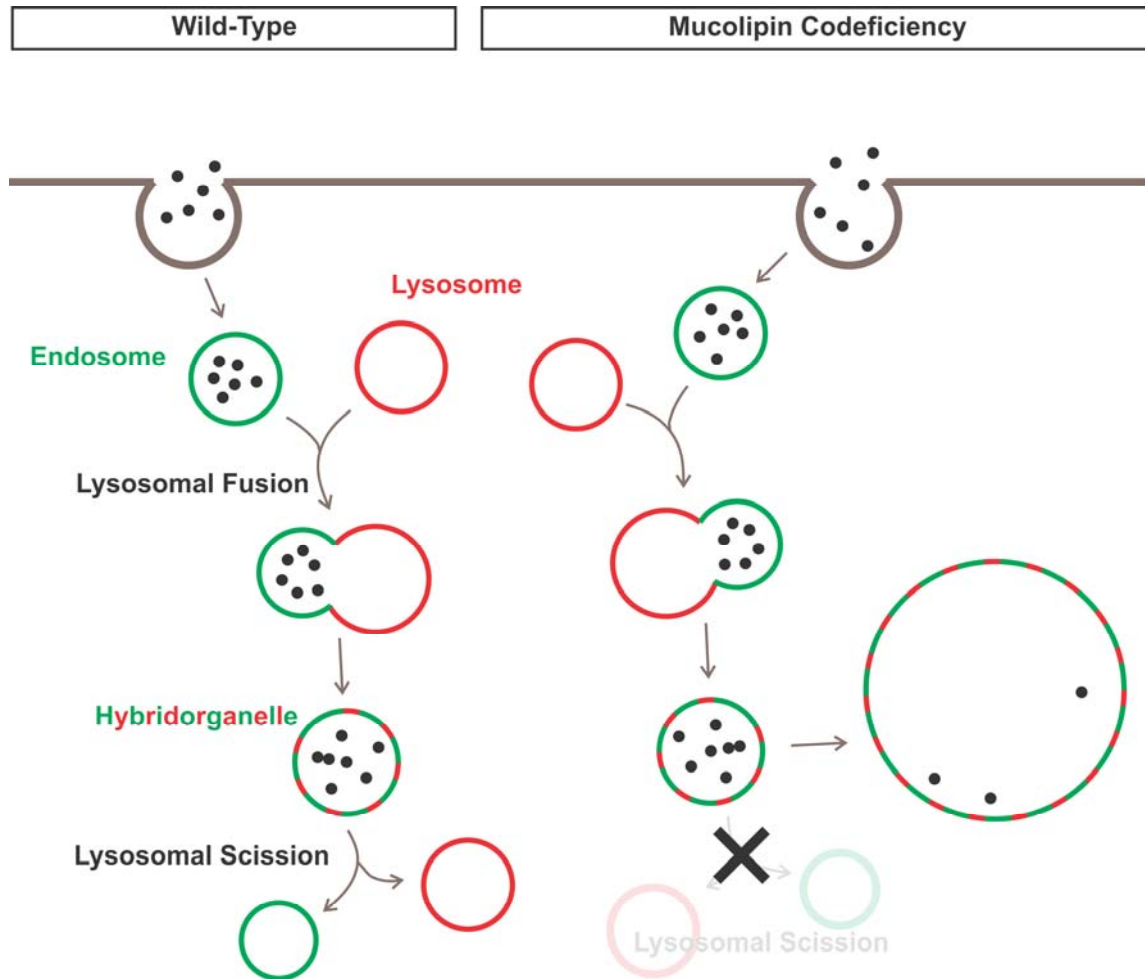 Wild-Type
Mucolipin Codeficiency
Lysosome
Endosome
Lysosomal Fusion
Hybridorganelle
Lysosomal Scission
Lysosomal Scission